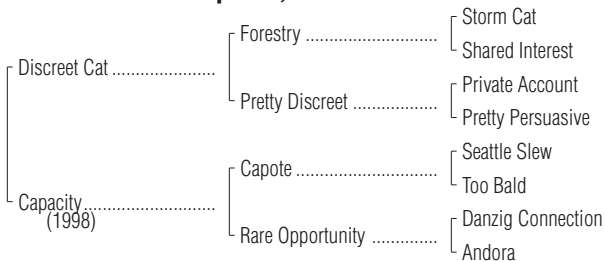 Storm Cat
Forestry ........................
Shared Interest
Discreet Cat ......................
Private Account
Pretty Discreet ..................
Pretty Persuasive
Seattle Slew
Capote ..............................
Too Bald
Capacity............................
(1998)
Danzig Connection
Rare Opportunity ..............
Andora